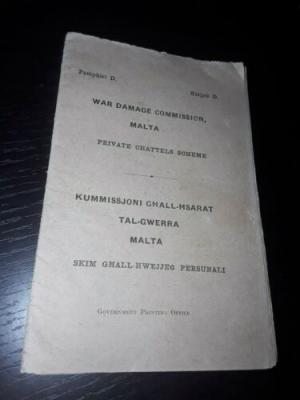 Pamphlet D.
Ktejjeb D.
WAR DAMAGE COMMISSION,
MALTA
PRIVATE CHATTELS SCHEME
KUMMISSJONI GHALL-HSARAT
TAL-GWERRA
MALTA
SKIM GHALL-HWEJJEG PERSUNALI
GOVERNMENT PRINTING OFFICE